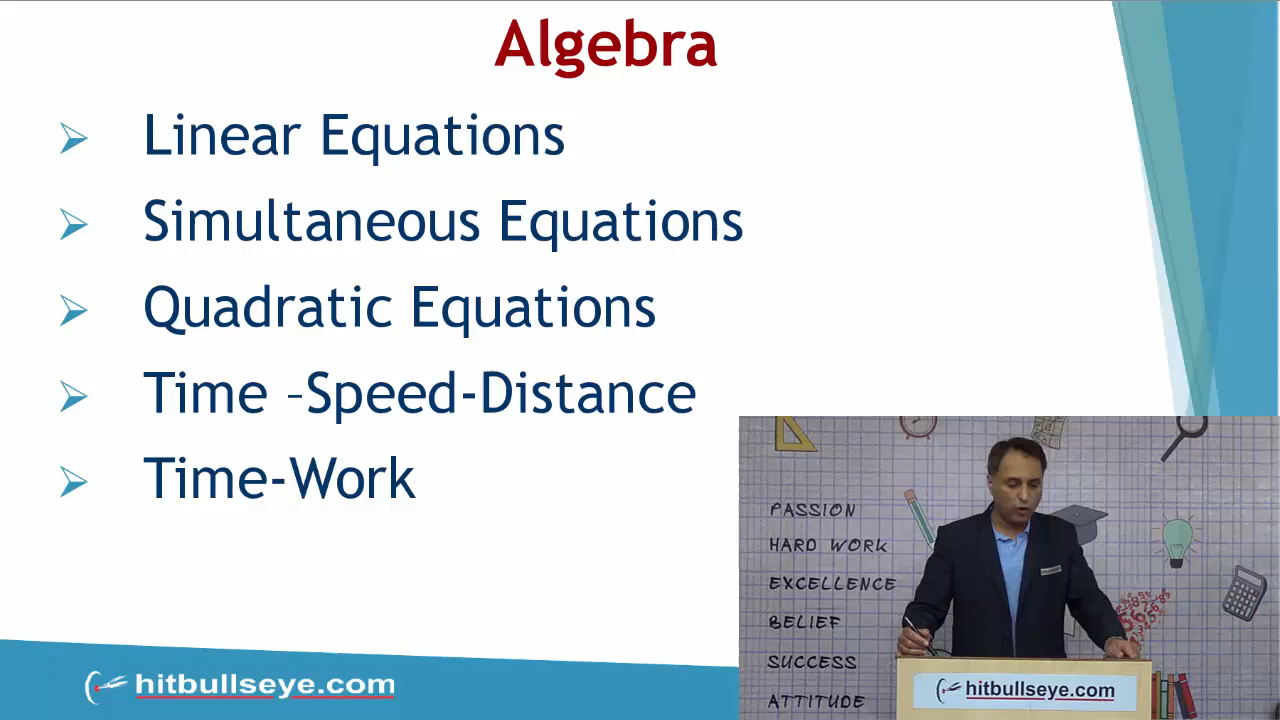 Algebra
Linear Equations
Simultaneous Equations
Quadratic Equations
Time –Speed-Distance
Time-Work
PASSION
HARD WORK
EXCELLENCE
BELIEF
SUCCESS
ATTITUDE
hitbullseye.com
hitbullseye.com